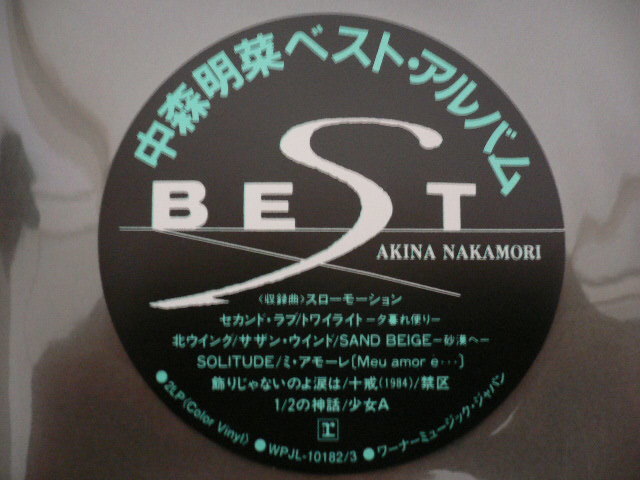 中森明菜ベスト・アルバム
BEST
AKINA NAKAMORI
〈収録曲〉スローモーション
セカンド・ラブ/トワイライト－夕暮れ便り－
北ウイング/サザン・ウインド/SAND BEIGE－砂漠へ－
SOLITUDE/ミ・アモーレ〔Meu amor é・・・〕
飾りじゃないのよ涙は/十戒(1984)/禁区
1/2の神話/少女A
r
●2LP〈Color Vinyl〉 ●WPJL-10182/3 ●ワーナーミュージック・ジャパン